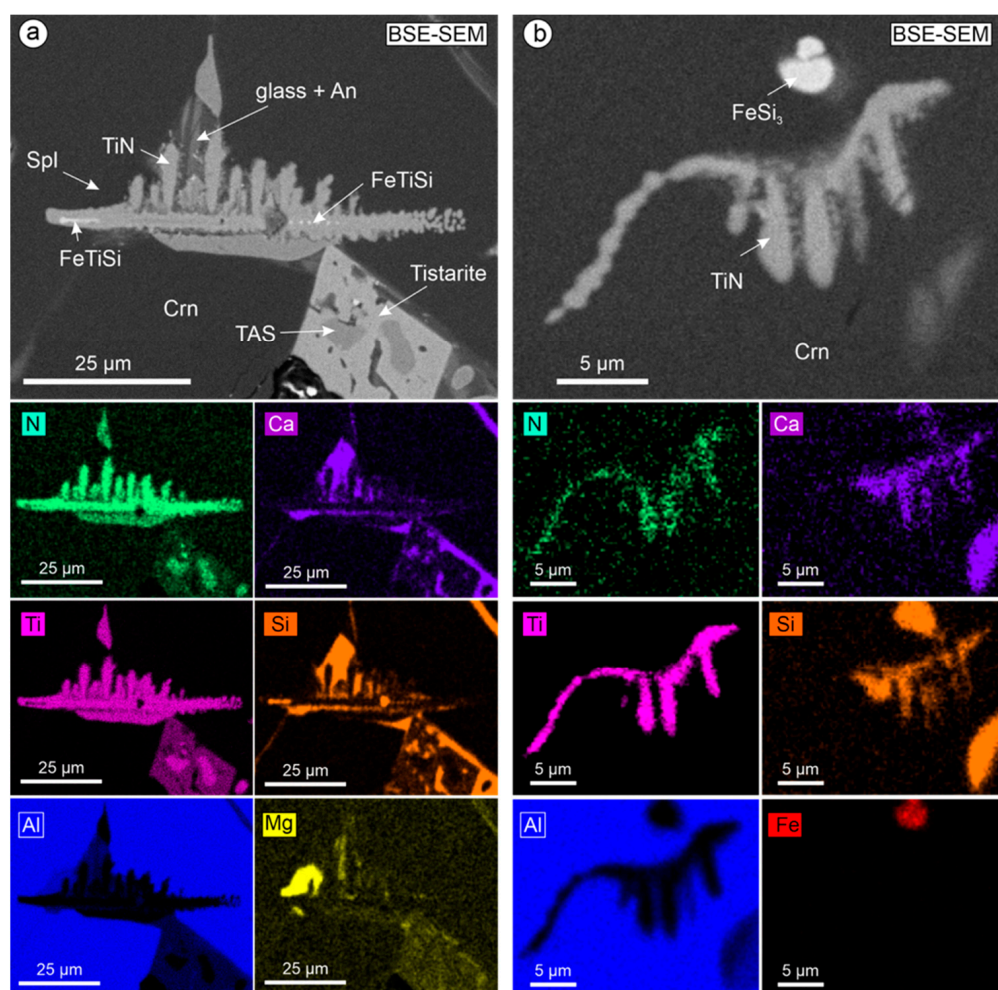 a
BSE-SEM
glass + An
TiN
Spl
FeTiSi
FeTiSi
Tistarite
Crn
TAS
25 µm
b
BSE-SEM
FeSi₃
TiN
Crn
5 µm
N
25 µm
Ca
25 µm
N
5 µm
Ca
5 µm
Ti
25 µm
Si
25 µm
Ti
5 µm
Si
5 µm
Al
25 µm
Mg
25 µm
Al
5 µm
Fe
5 µm